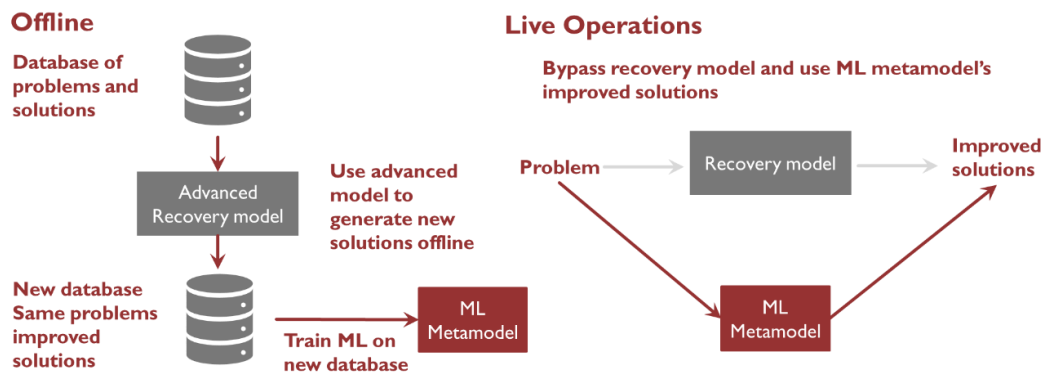 Offline
Database of
problems and
solutions
Advanced
Recovery model
Use advanced
model to
generate new
solutions offline
New database
Same problems
improved
solutions
Train ML on
new database
ML
Metamodel
Live Operations
Bypass recovery model and use ML metamodel's
improved solutions
Problem
Recovery model
Improved
solutions
ML
Metamodel